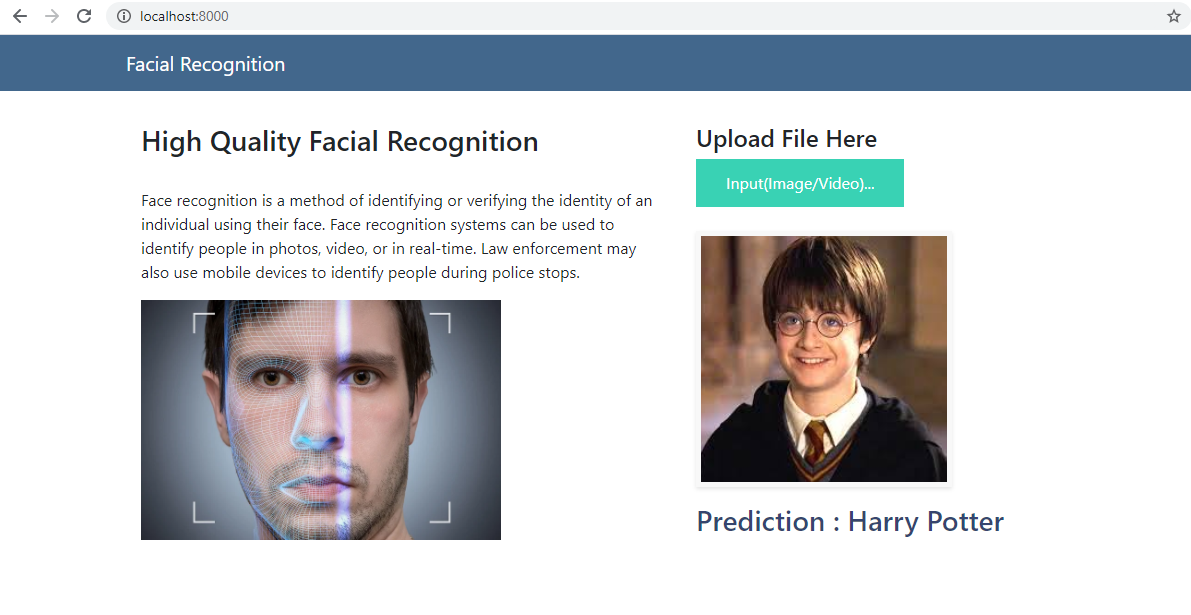 localhost:8000
Facial Recognition
High Quality Facial Recognition
Face recognition is a method of identifying or verifying the identity of an
individual using their face. Face recognition systems can be used to
identify people in photos, video, or in real-time. Law enforcement may
also use mobile devices to identify people during police stops.
Upload File Here
Input(Image/Video)...
Prediction : Harry Potter